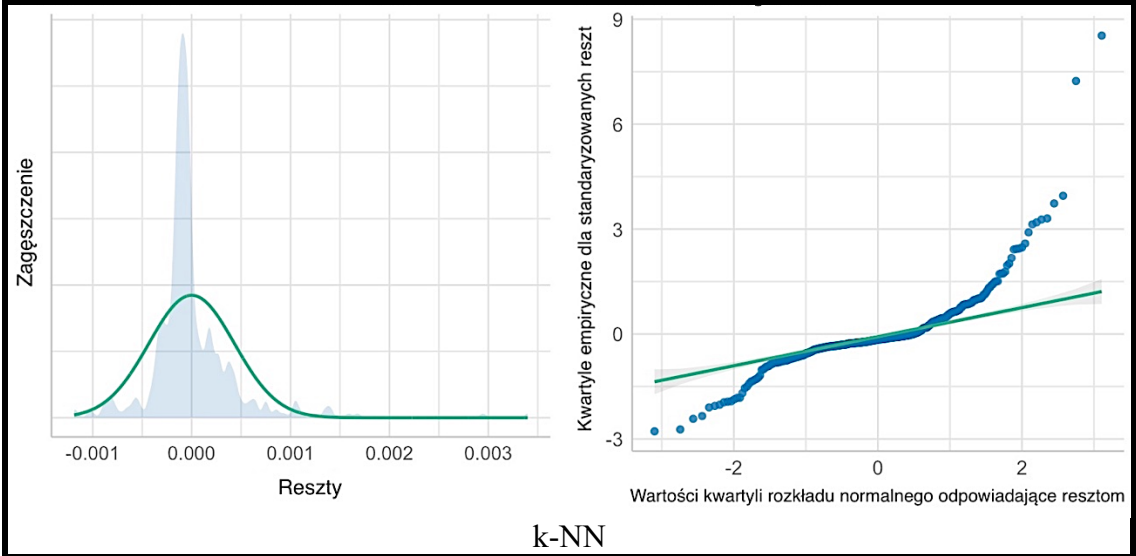 Zagęszczenie
-0.001 0.000 0.001 0.002 0.003
Reszty
Kwartyle empiryczne dla standaryzowanych reszt
9
6
3
0
-3
-2 0 2
Wartości kwartyli rozkładu normalnego odpowiadające resztom
k-NN